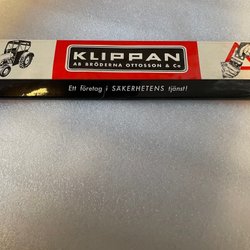 KLIPPAN
AB BRÖDERNA OTTOSSON & Co
Ett företag i SÄKERHETENS tjänst!